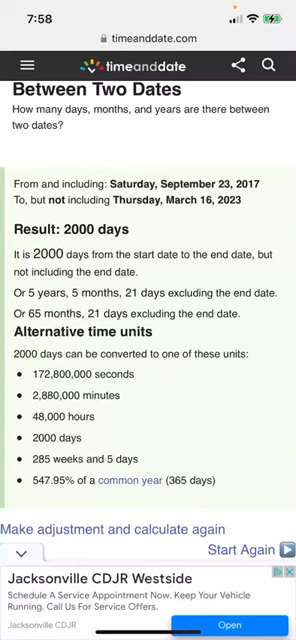 7:58
timeanddate.com
timeanddate
Between Two Dates
How many days, months, and years are there between
two dates?
From and including: Saturday, September 23, 2017
To, but not including Thursday, March 16, 2023
Result: 2000 days
It is 2000 days from the start date to the end date, but
not including the end date.
Or 5 years, 5 months, 21 days excluding the end date.
Or 65 months, 21 days excluding the end date.
Alternative time units
2000 days can be converted to one of these units:
172,800,000 seconds
2,880,000 minutes
48,000 hours
2000 days
285 weeks and 5 days
547.95% of a common year (365 days)
Make adjustment and calculate again
Start Again
Jacksonville CDJR Westside
Schedule A Service Appointment Now. Keep Your Vehicle
Running. Call Us For Service Offers.
Jacksonville CDJR
Open